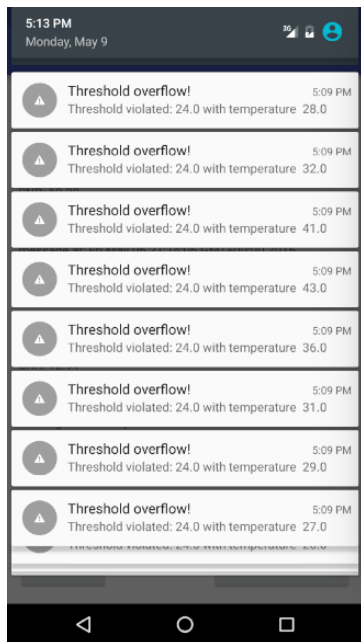 5:13 PM
Monday, May 9
3G
Threshold overflow! 5:09 PM
Threshold violated: 24.0 with temperature 28.0
Threshold overflow! 5:09 PM
Threshold violated: 24.0 with temperature 32.0
Threshold overflow! 5:09 PM
Threshold violated: 24.0 with temperature 41.0
Threshold overflow! 5:09 PM
Threshold violated: 24.0 with temperature 43.0
Threshold overflow! 5:09 PM
Threshold violated: 24.0 with temperature 36.0
Threshold overflow! 5:09 PM
Threshold violated: 24.0 with temperature 31.0
Threshold overflow! 5:09 PM
Threshold violated: 24.0 with temperature 29.0
Threshold overflow! 5:09 PM
Threshold violated: 24.0 with temperature 27.0